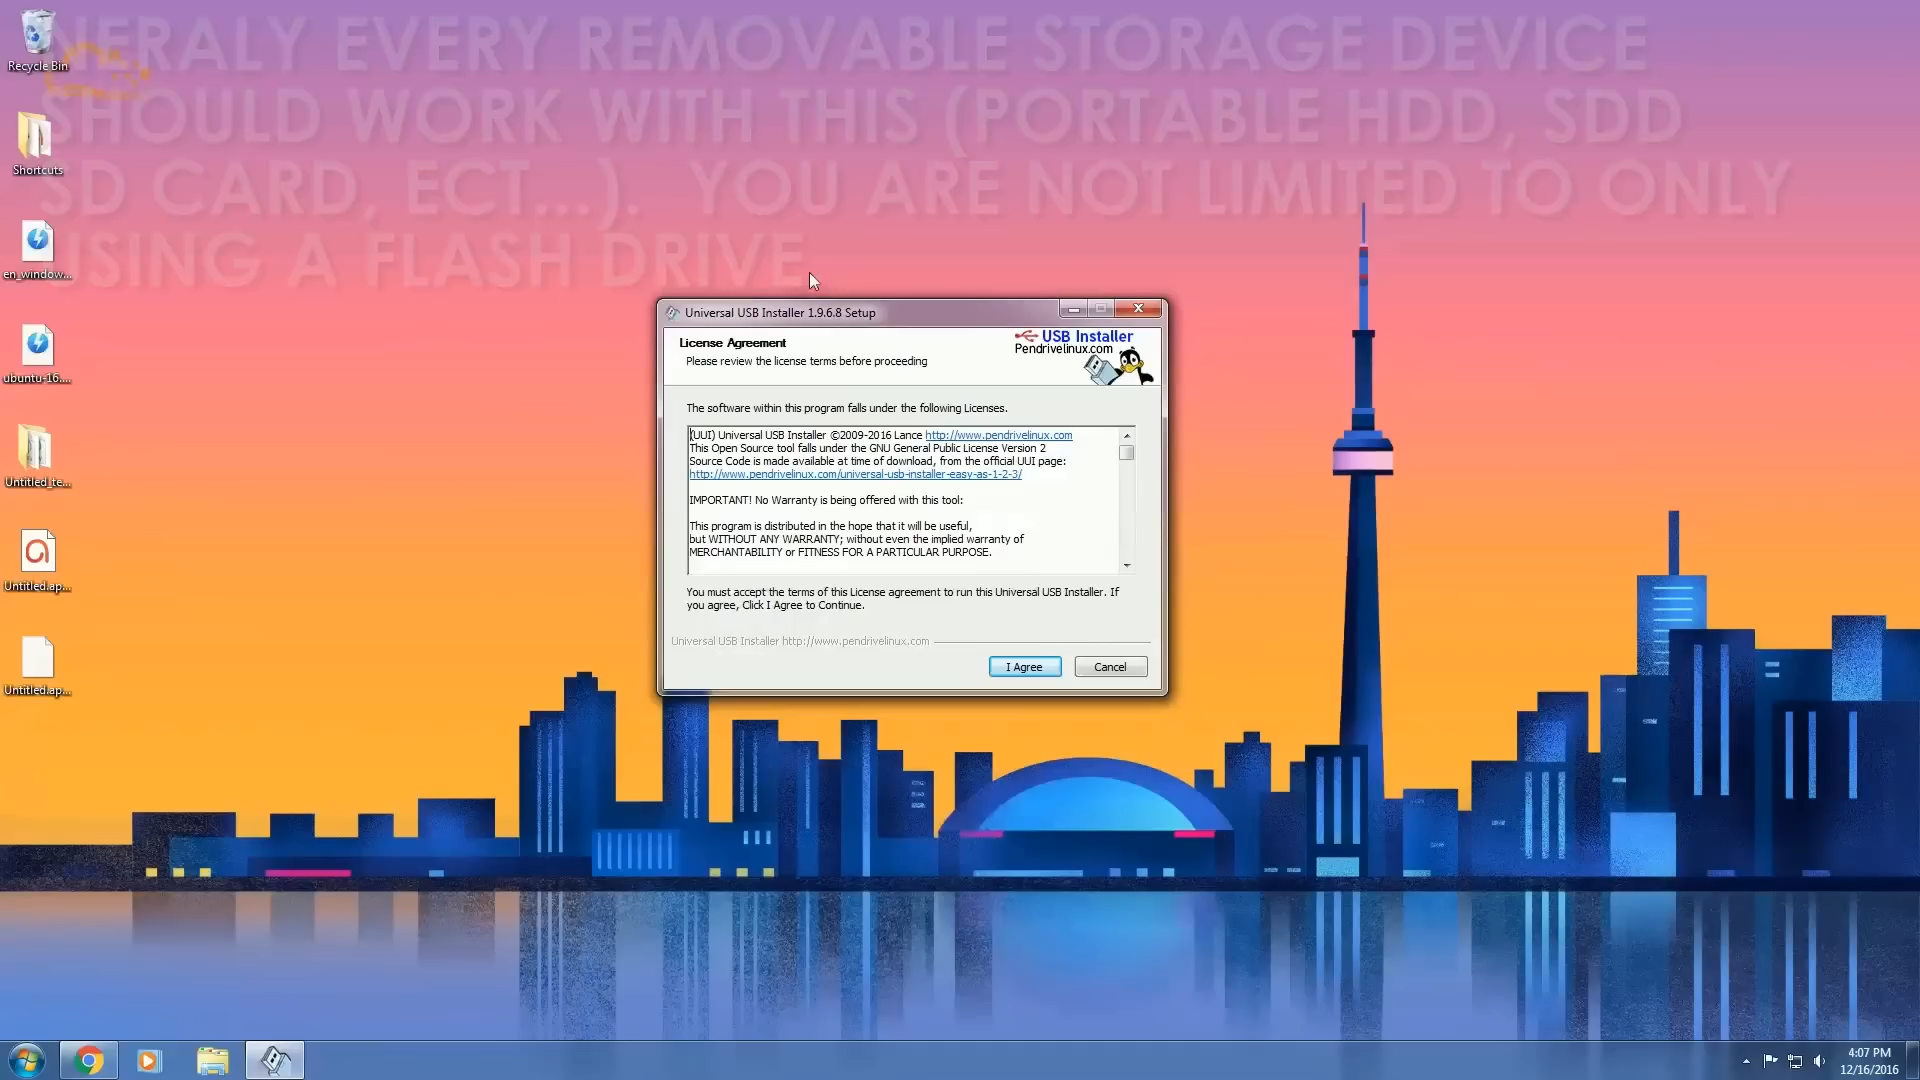 NERALY EVERY REMOVABLE STORAGE DEVICE
SHOULD WORK WITH THIS (PORTABLE HDD, SDD
SD CARD, ECT...). YOU ARE NOT LIMITED TO ONLY
USING A FLASH DRIVE
Recycle Bin
Shortcuts
en_window...
ubuntu-16....
Untitled_te...
Untitled.ap...
Untitled.ap...
Universal USB Installer 1.9.6.8 Setup
License Agreement
Please review the license terms before proceeding
USB Installer
Pendrivelinux.com
The software within this program falls under the following Licenses.
(UUI) Universal USB Installer ©2009-2016 Lance http://www.pendrivelinux.com
This Open Source tool falls under the GNU General Public License Version 2
Source Code is made available at time of download, from the official UUI page:
http://www.pendrivelinux.com/universal-usb-installer-easy-as-1-2-3/
IMPORTANT! No Warranty is being offered with this tool:
This program is distributed in the hope that it will be useful,
but WITHOUT ANY WARRANTY; without even the implied warranty of
MERCHANTABILITY or FITNESS FOR A PARTICULAR PURPOSE.
You must accept the terms of this License agreement to run this Universal USB Installer. If
you agree, Click I Agree to Continue.
Universal USB Installer http://www.pendrivelinux.com
I Agree
Cancel
4:07 PM
12/16/2016